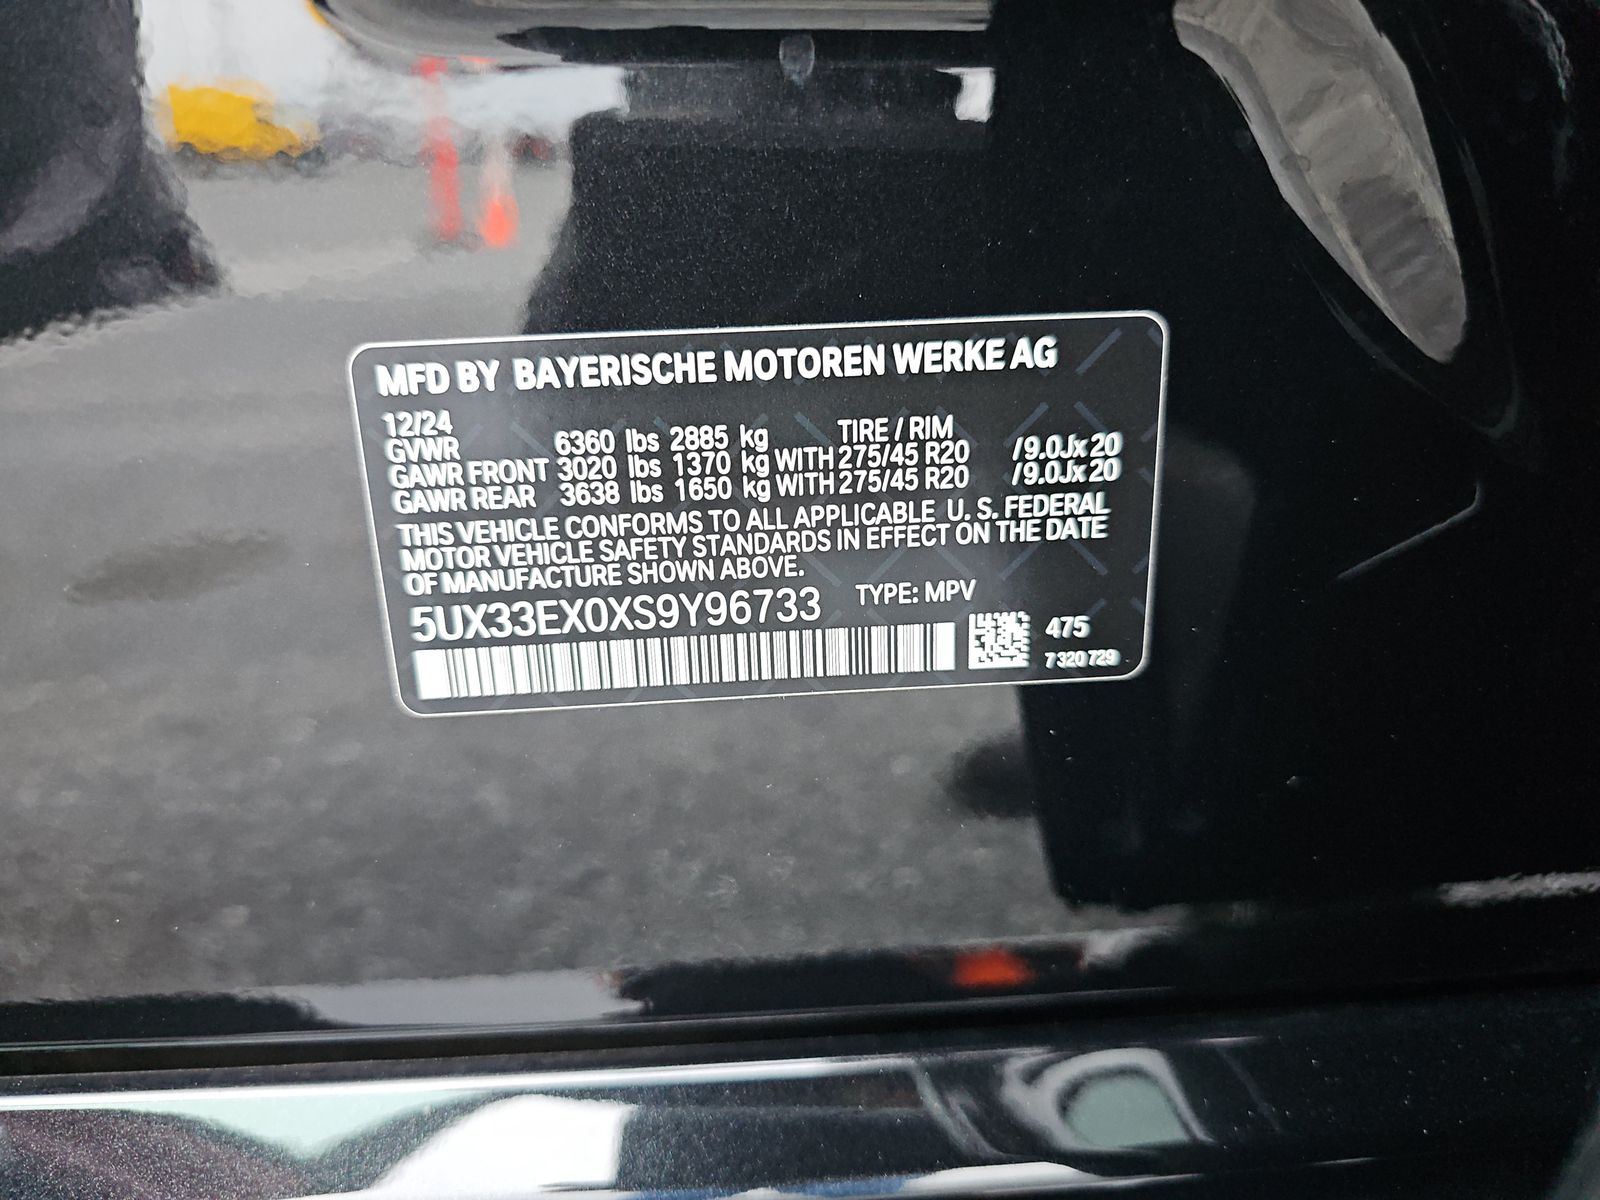 MFD BY BAYERISCHE MOTOREN WERKE AG
12/24 TIRE / RIM
GVWR 6360 lbs 2885 kg
GAWR FRONT 3020 lbs 1370 kg WITH 275/45 R20 /9.0Jx20
GAWR REAR 3638 lbs 1650 kg WITH 275/45 R20 /9.0Jx20
THIS VEHICLE CONFORMS TO ALL APPLICABLE U. S. FEDERAL
MOTOR VEHICLE SAFETY STANDARDS IN EFFECT ON THE DATE
OF MANUFACTURE SHOWN ABOVE.
5UX33EX0XS9Y96733 TYPE: MPV
475
7 320 729